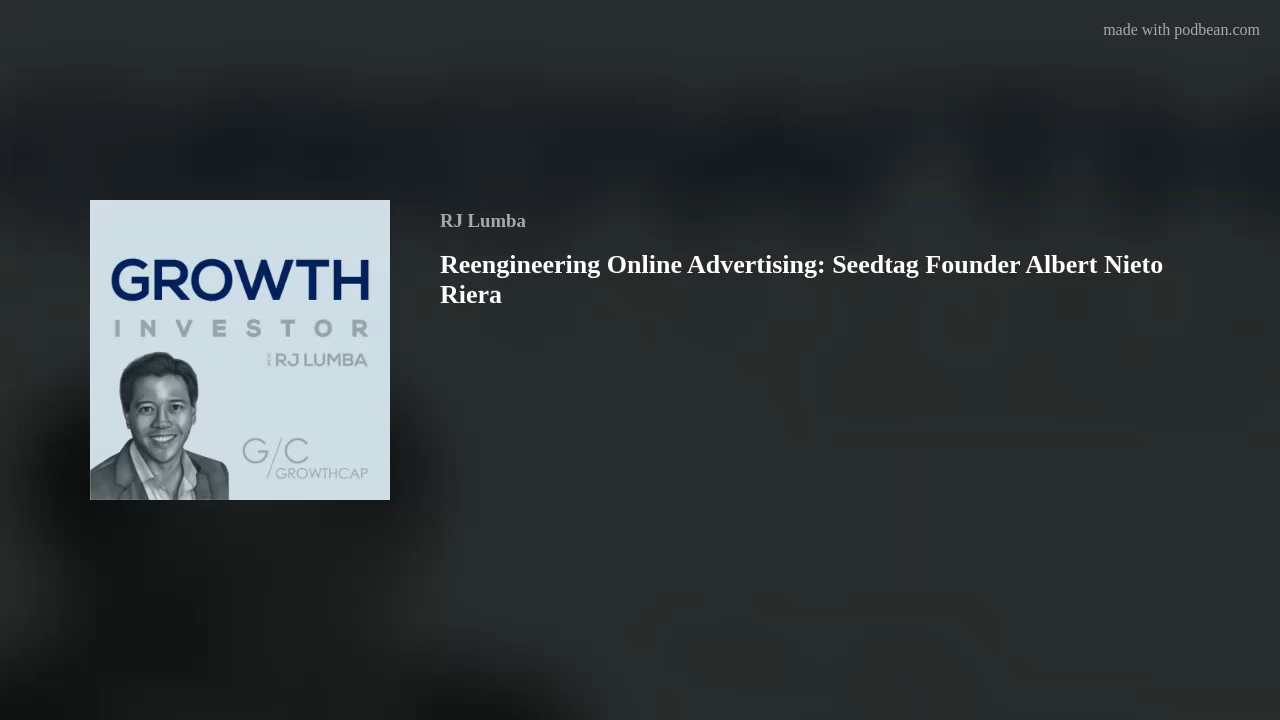 made with podbean.com
GROWTH
INVESTOR
RJ LUMBA
G/C
GROWTHCAP
RJ Lumba
Reengineering Online Advertising: Seedtag Founder Albert Nieto
Riera